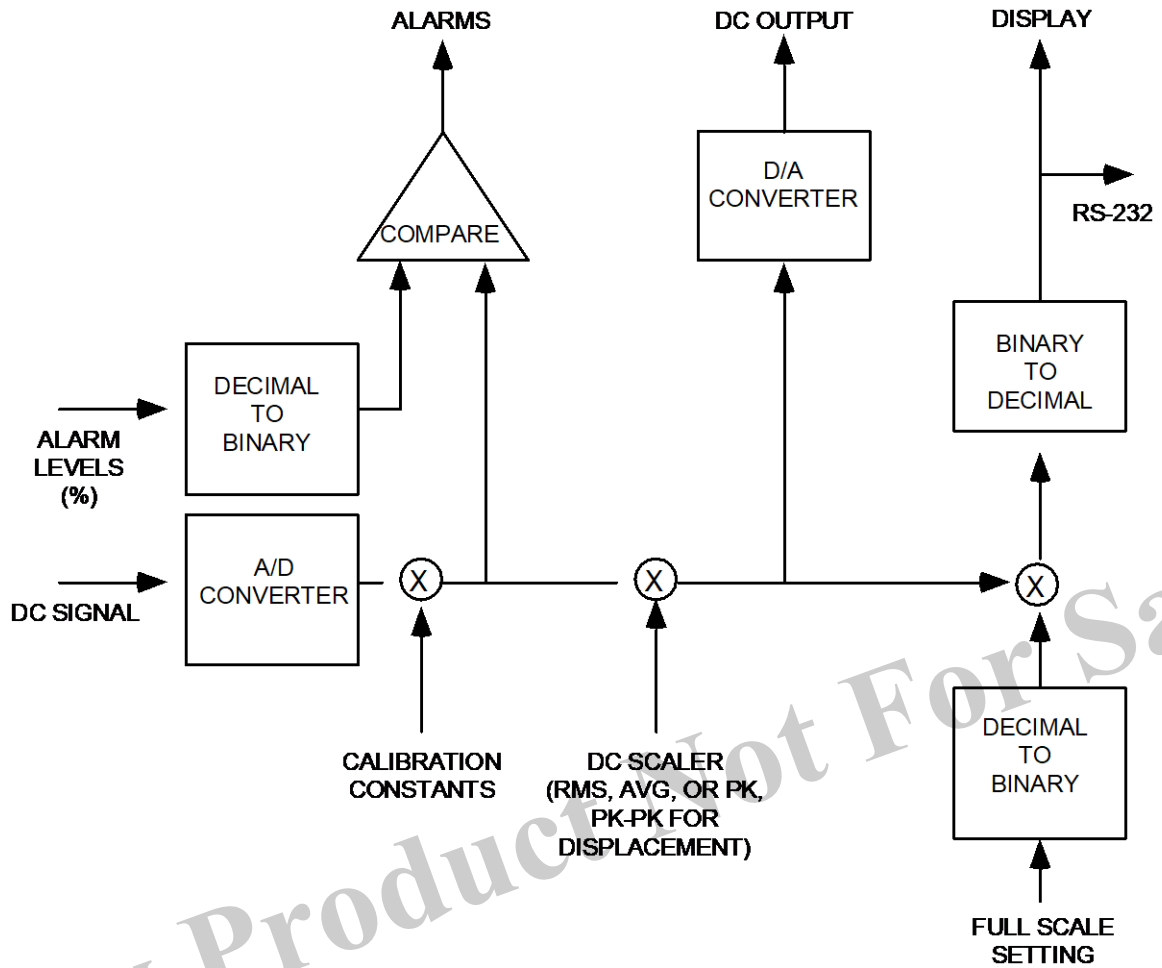 ALARMS
DC OUTPUT
DISPLAY
D/A
CONVERTER
RS-232
COMPARE
DECIMAL
TO
BINARY
BINARY
TO
DECIMAL
ALARM
LEVELS
(%)
A/D
CONVERTER
X
X
X
DC SIGNAL
CALIBRATION
CONSTANTS
DC SCALER
(RMS, AVG, OR PK,
PK-PK FOR
DISPLACEMENT)
DECIMAL
TO
BINARY
FULL SCALE
SETTING
Product Not For